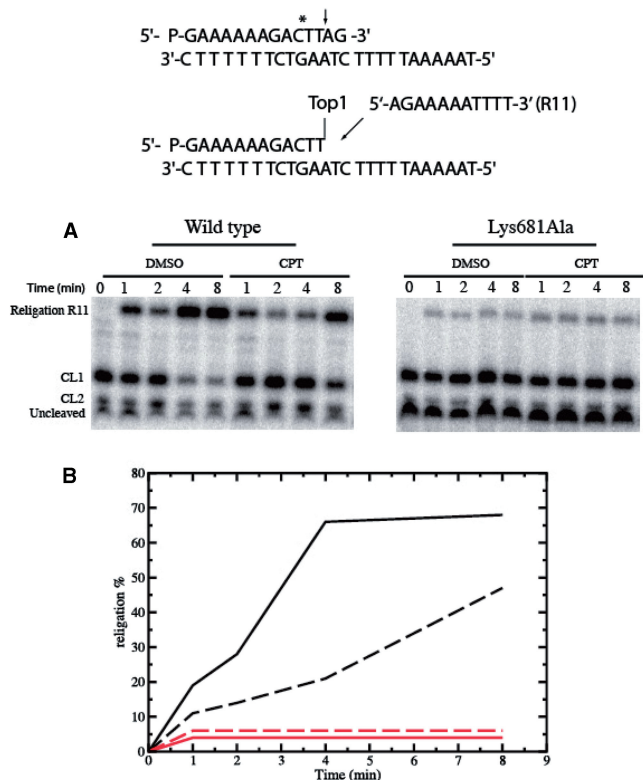 *
5'- P-GAAAAAAGACTTAG -3'
3'-C T T T T T TCTGAATC TTTT TAAAAAT-5'
Top1 5'-AGAAAAATTTT-3' (R11)
5'- P-GAAAAAAGACTT
3'-C T T T T T TCTGAATC TTTT TAAAAAT-5'
A
Wild type Lys681Ala
DMSO CPT DMSO CPT
Time (min) 0 1 2 4 8 1 2 4 8 0 1 2 4 8 1 2 4 8
Religation R11
CL1
CL2
Uncleaved
B
80
70
60
50
40
30
20
10
0
religation %
0 1 2 3 4 5 6 7 8 9
Time (min)